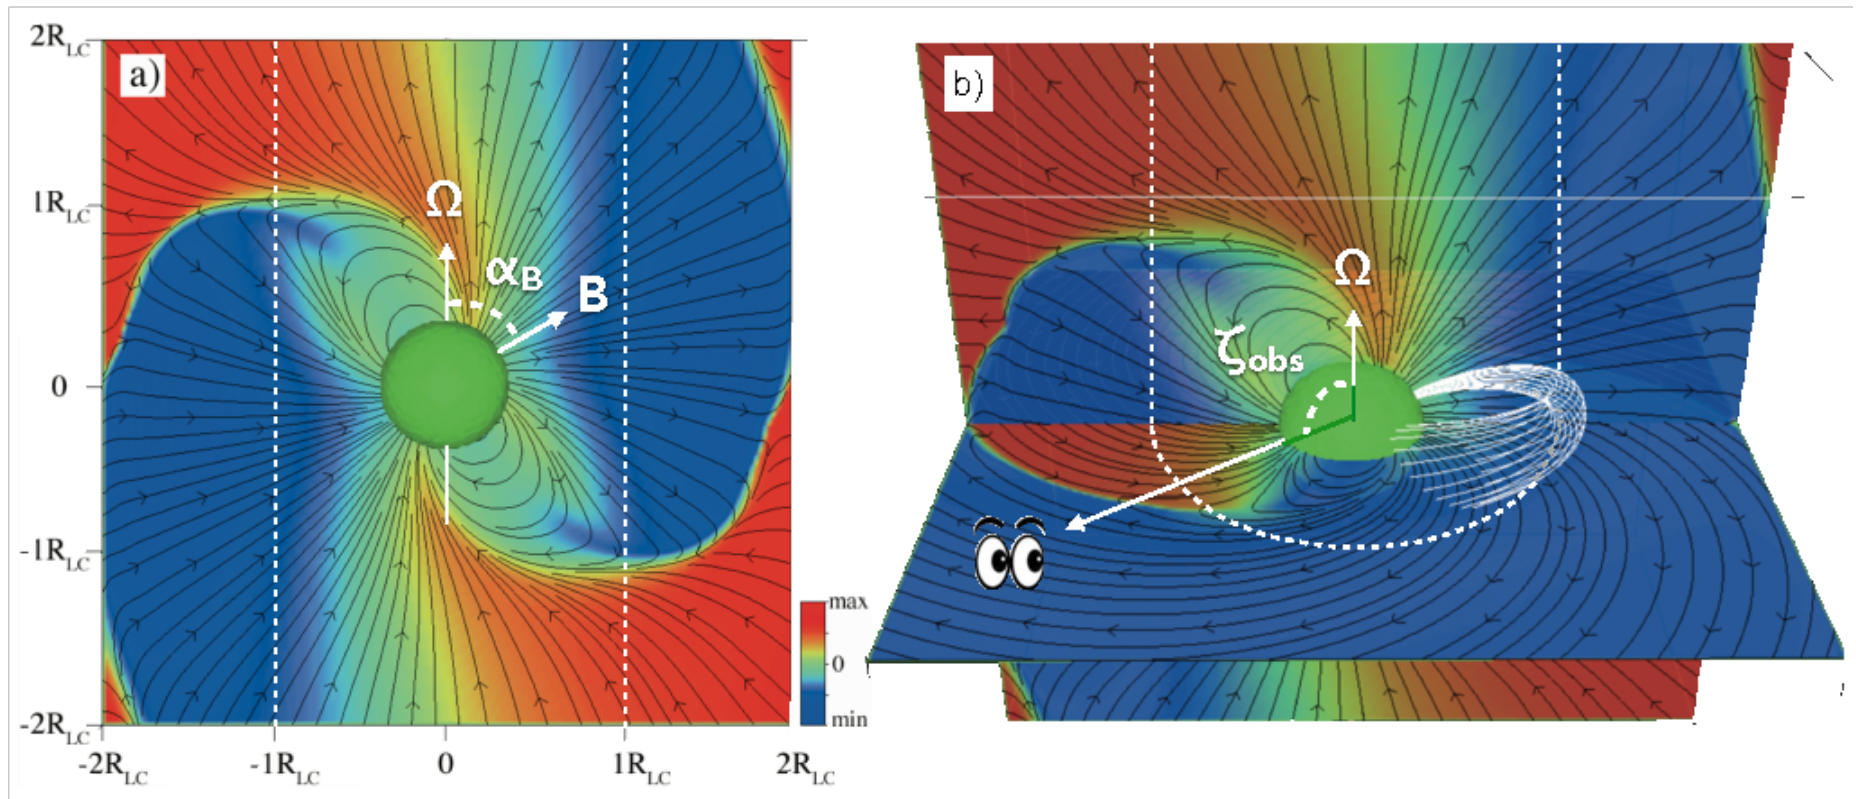 a)
2R_LC
1R_LC
0
-1R_LC
-2R_LC
-2R_LC
-1R_LC
0
1R_LC
2R_LC
Ω
α_B
B
max
0
min
b)
Ω
ζ_obs